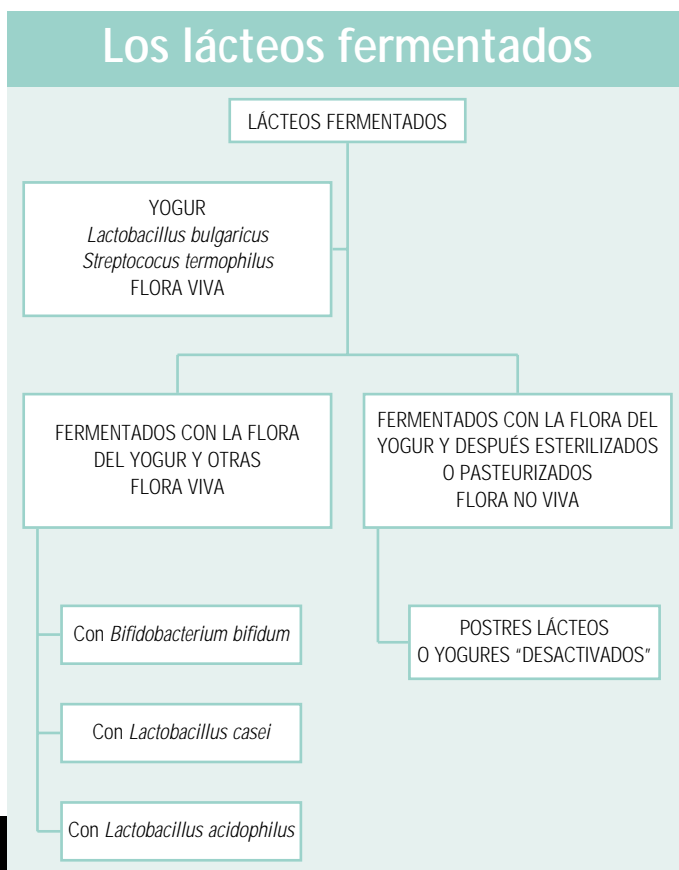 Los lácteos fermentados
LÁCTEOS FERMENTADOS
YOGUR
Lactobacillus bulgaricus
Streptococus termophilus
FLORA VIVA
FERMENTADOS CON LA FLORA
DEL YOGUR Y OTRAS
FLORA VIVA
Con Bifidobacterium bifidum
Con Lactobacillus casei
Con Lactobacillus acidophilus
FERMENTADOS CON LA FLORA DEL
YOGUR Y DESPUÉS ESTERILIZADOS
O PASTEURIZADOS
FLORA NO VIVA
POSTRES LÁCTEOS
O YOGURES “DESACTIVADOS”